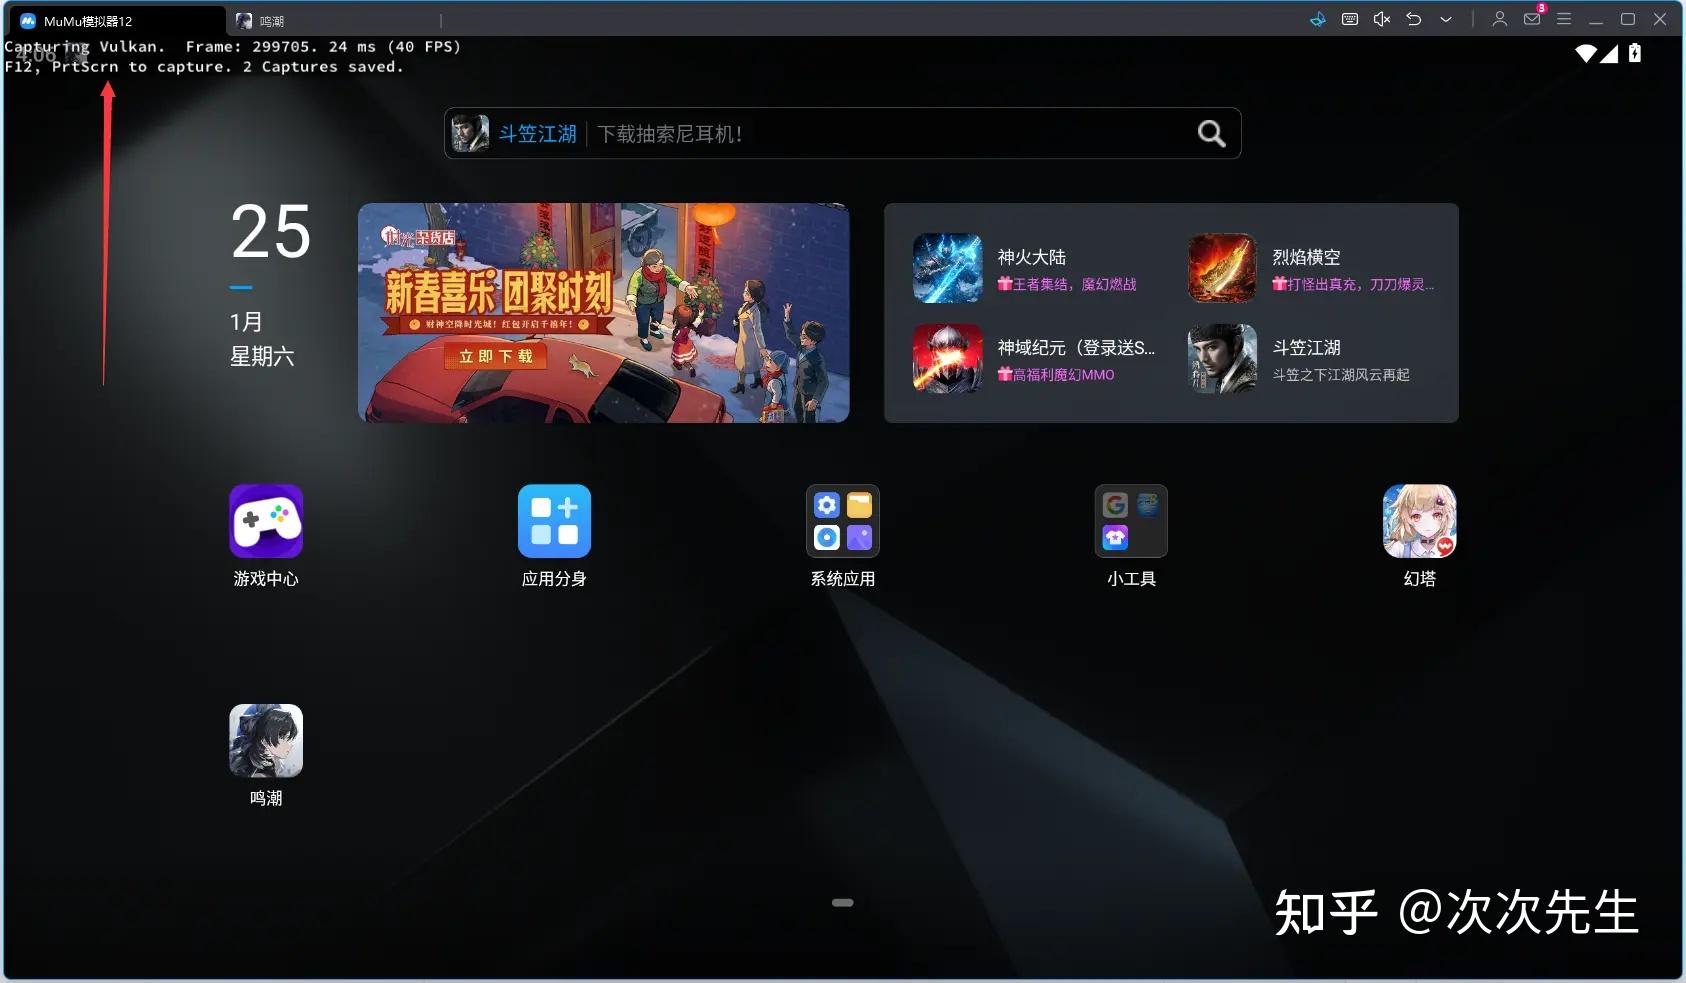 MuMu模拟器12
鸣潮
3
Capturing Vulkan.  Frame: 299705. 24 ms (40 FPS)
4:06
F12, PrtScrn to capture. 2 Captures saved.
斗笠江湖
下载抽索尼耳机!
25
1月
星期六
时光杂货店
新春喜乐 团聚时刻
财神空降时光城! 红包开启千禧年!
立即下载
神火大陆
王者集结，魔幻燃战
烈焰横空
打怪出真充，刀刀爆灵...
神域纪元（登录送S...
高福利魔幻MMO
斗笠江湖
斗笠之下江湖风云再起
游戏中心
应用分身
系统应用
小工具
幻塔
鸣潮
知乎 @次次先生